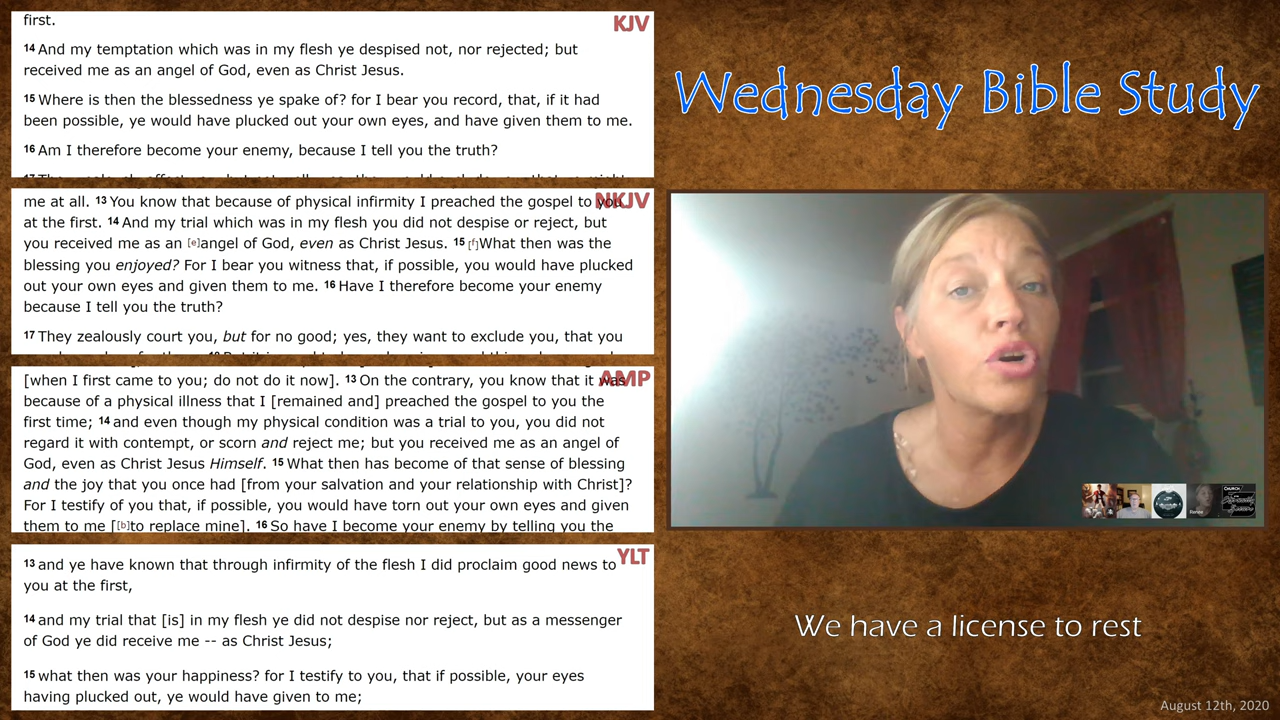 first.
KJV
14 And my temptation which was in my flesh ye despised not, nor rejected; but
received me as an angel of God, even as Christ Jesus.
15 Where is then the blessedness ye spake of? for I bear you record, that, if it had
been possible, ye would have plucked out your own eyes, and have given them to me.
16 Am I therefore become your enemy, because I tell you the truth?
NKJV
me at all. 13 You know that because of physical infirmity I preached the gospel to you
at the first. 14 And my trial which was in my flesh you did not despise or reject, but
you received me as an [e]angel of God, even as Christ Jesus. 15 [f]What then was the
blessing you enjoyed? For I bear you witness that, if possible, you would have plucked
out your own eyes and given them to me. 16 Have I therefore become your enemy
because I tell you the truth?
17 They zealously court you, but for no good; yes, they want to exclude you, that you
AMP
[when I first came to you; do not do it now]. 13 On the contrary, you know that it was
because of a physical illness that I [remained and] preached the gospel to you the
first time; 14 and even though my physical condition was a trial to you, you did not
regard it with contempt, or scorn and reject me; but you received me as an angel of
God, even as Christ Jesus Himself. 15 What then has become of that sense of blessing
and the joy that you once had [from your salvation and your relationship with Christ]?
For I testify of you that, if possible, you would have torn out your own eyes and given
them to me [[b]to replace mine]. 16 So have I become your enemy by telling you the
YLT
13 and ye have known that through infirmity of the flesh I did proclaim good news to
you at the first,
14 and my trial that [is] in my flesh ye did not despise nor reject, but as a messenger
of God ye did receive me -- as Christ Jesus;
15 what then was your happiness? for I testify to you, that if possible, your eyes
having plucked out, ye would have given to me;
Wednesday Bible Study
Renee
CHURCH
We have a license to rest
August 12th, 2020